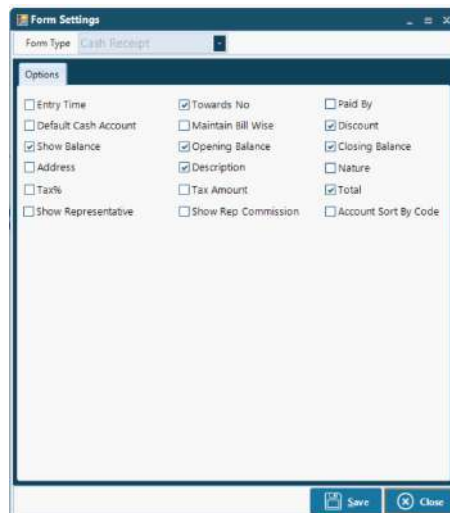 Form Settings
Form Type Cash Receipt
Options
Entry Time Towards No Paid By
Default Cash Account Maintain Bill Wise Discount
Show Balance Opening Balance Closing Balance
Address Description Nature
Tax% Tax Amount Total
Show Representative Show Rep Commission Account Sort By Code
Save Close